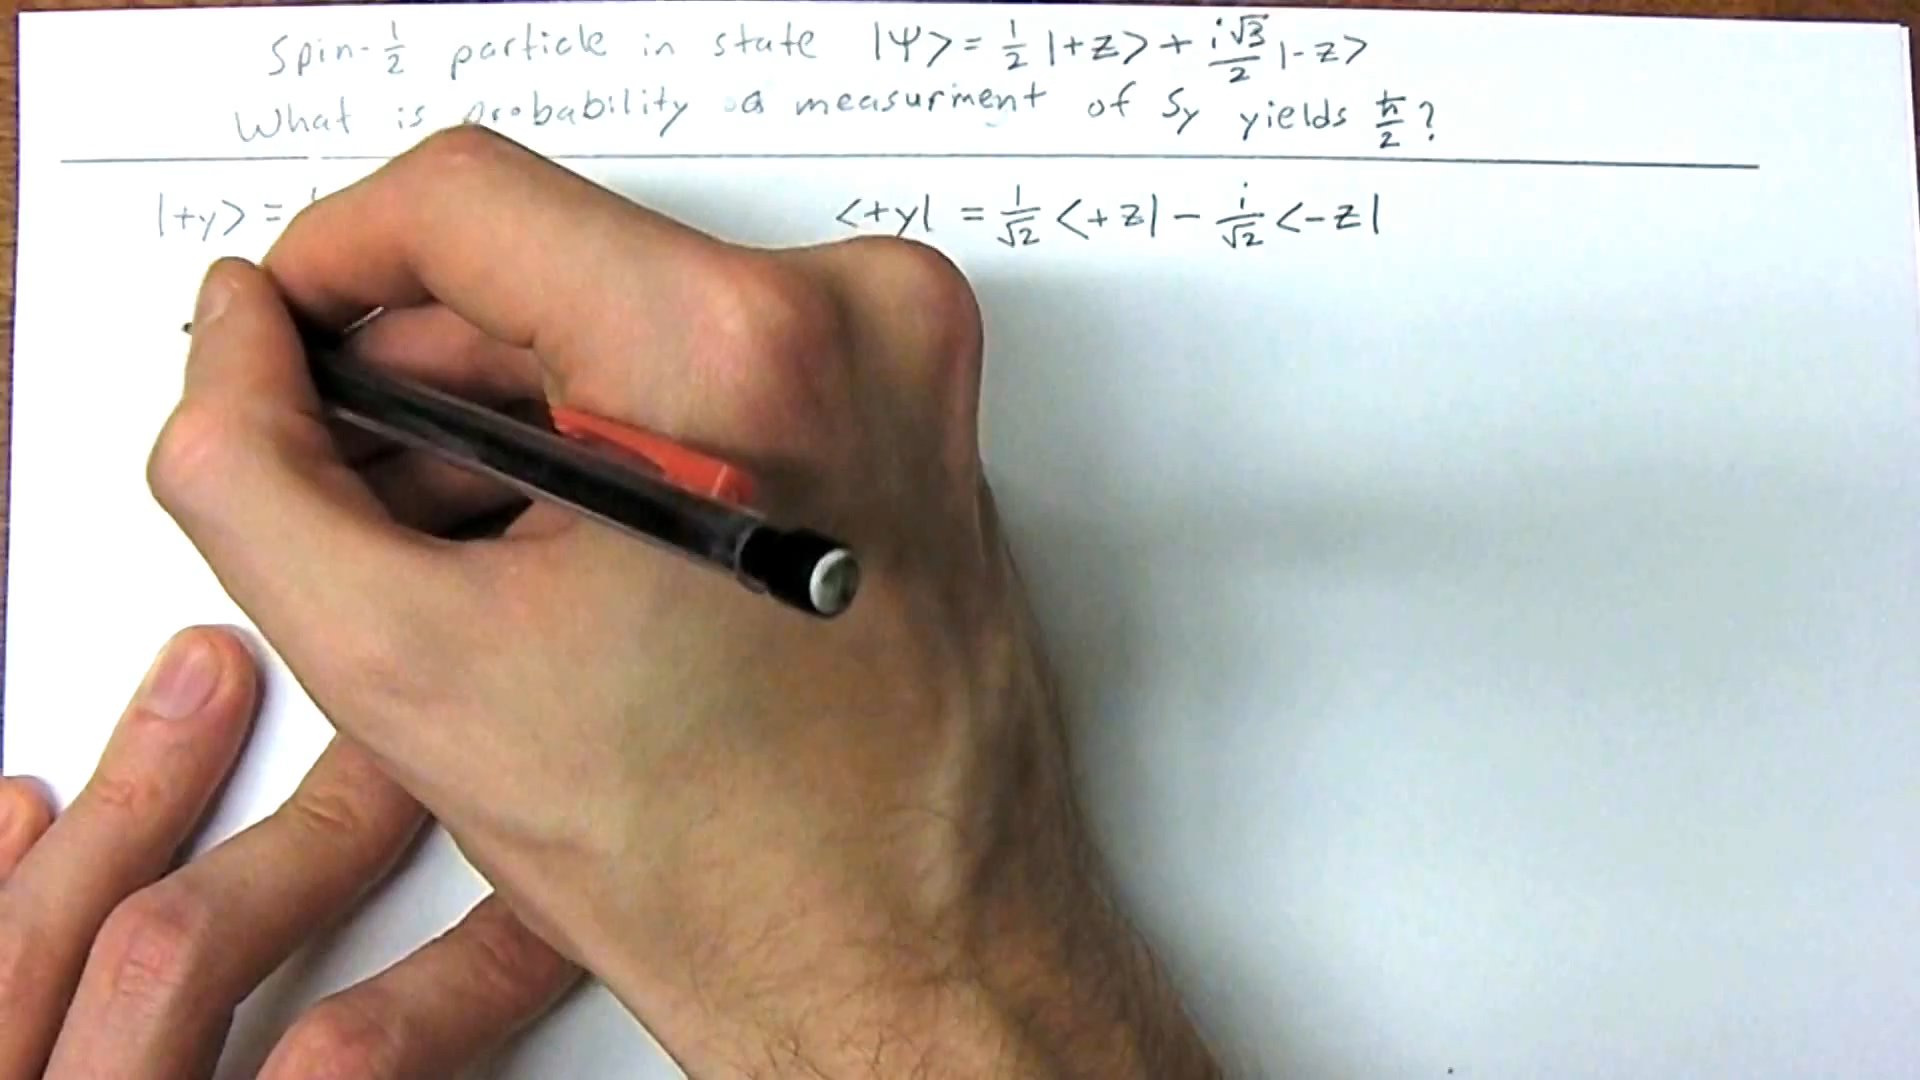 Spin-½ particle in state |Ψ> = 1/2 |+z> + i√3/2 |-z>
What is probability a measurment of Sy yields ħ/2?
|+y> = <+y| = 1/√2 <+z| - i/√2 <-z|